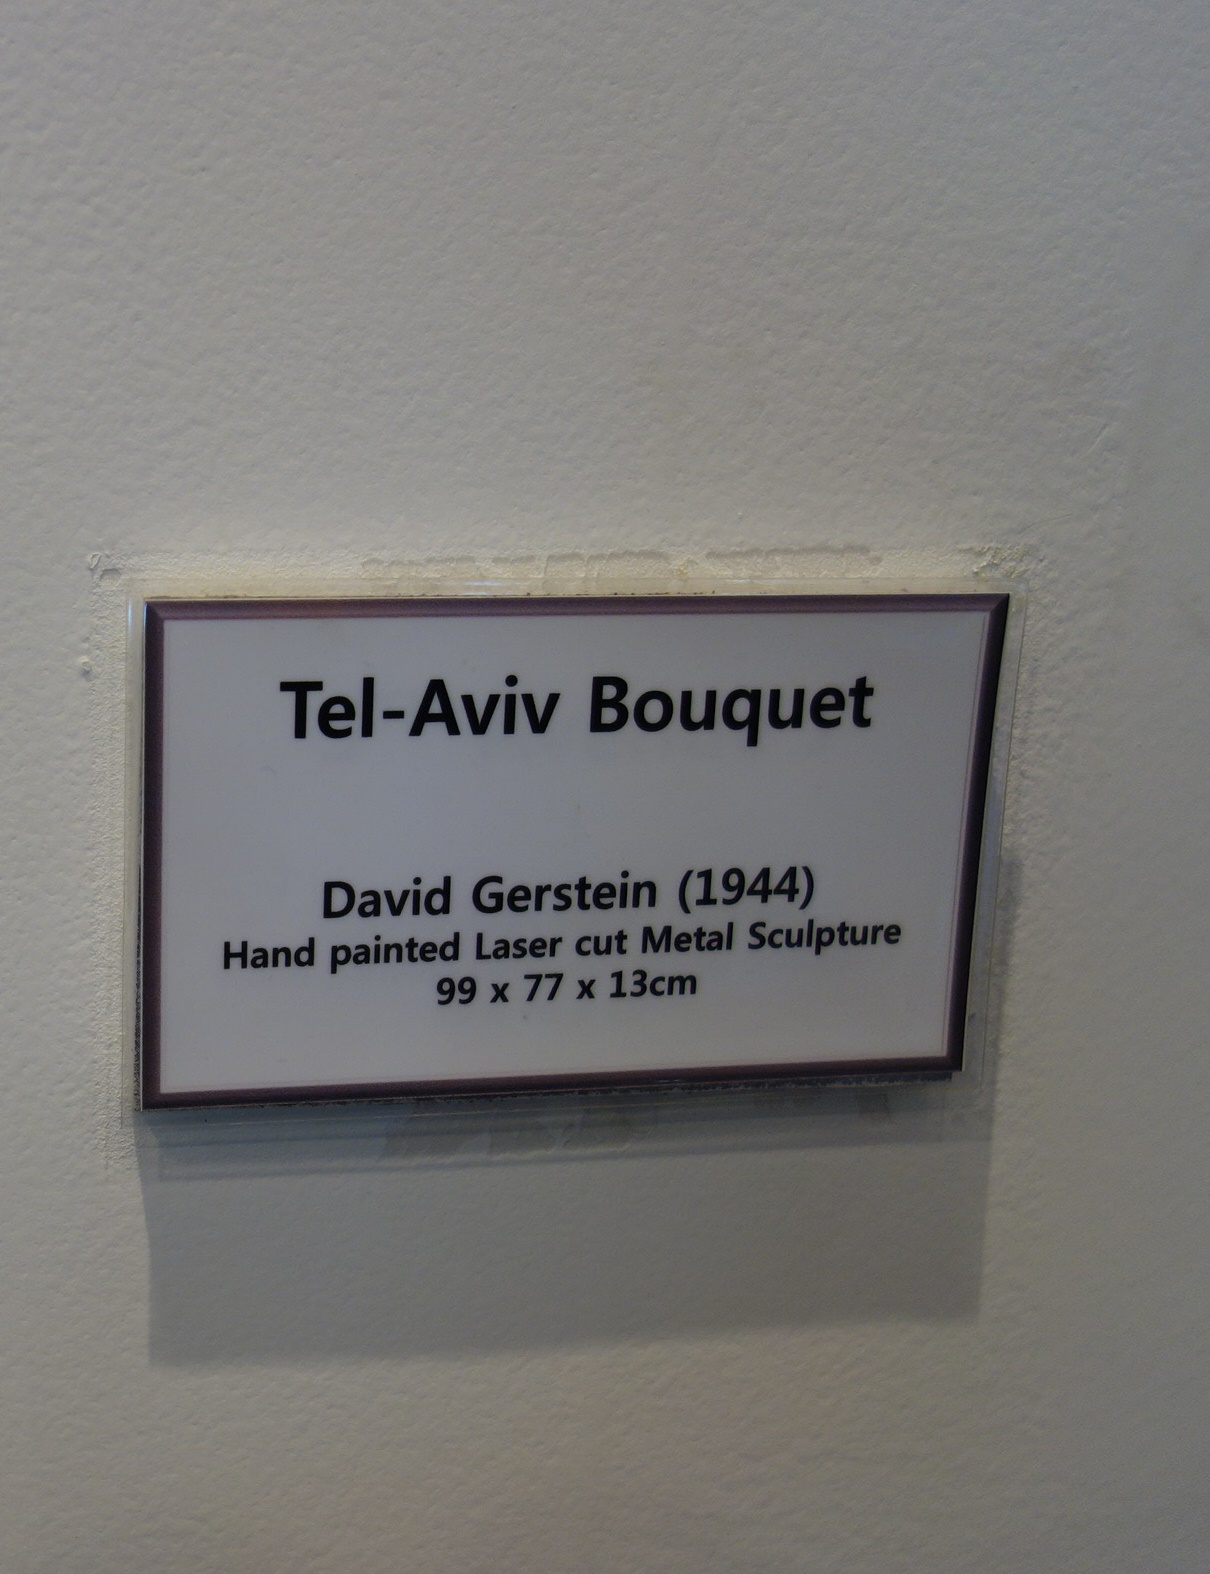 Tel-Aviv Bouquet
David Gerstein (1944)
Hand painted Laser cut Metal Sculpture
99 x 77 x 13cm